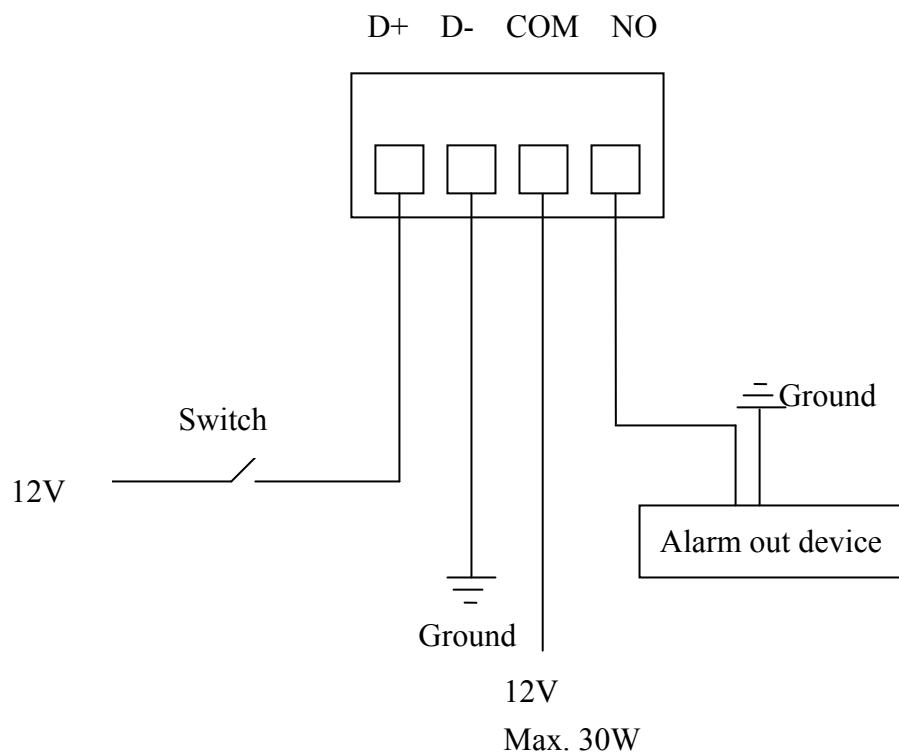 D+ D- COM NO
Ground
Switch
12V
Alarm out device
Ground
12V
Max. 30W